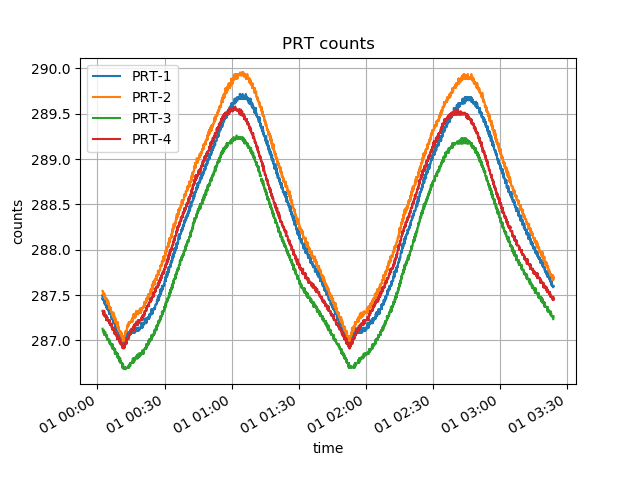 PRT counts
290.0
289.5
289.0
288.5
288.0
287.5
287.0
counts
PRT-1
PRT-2
PRT-3
PRT-4
01 00:00
01 00:30
01 01:00
01 01:30
01 02:00
01 02:30
01 03:00
01 03:30
time